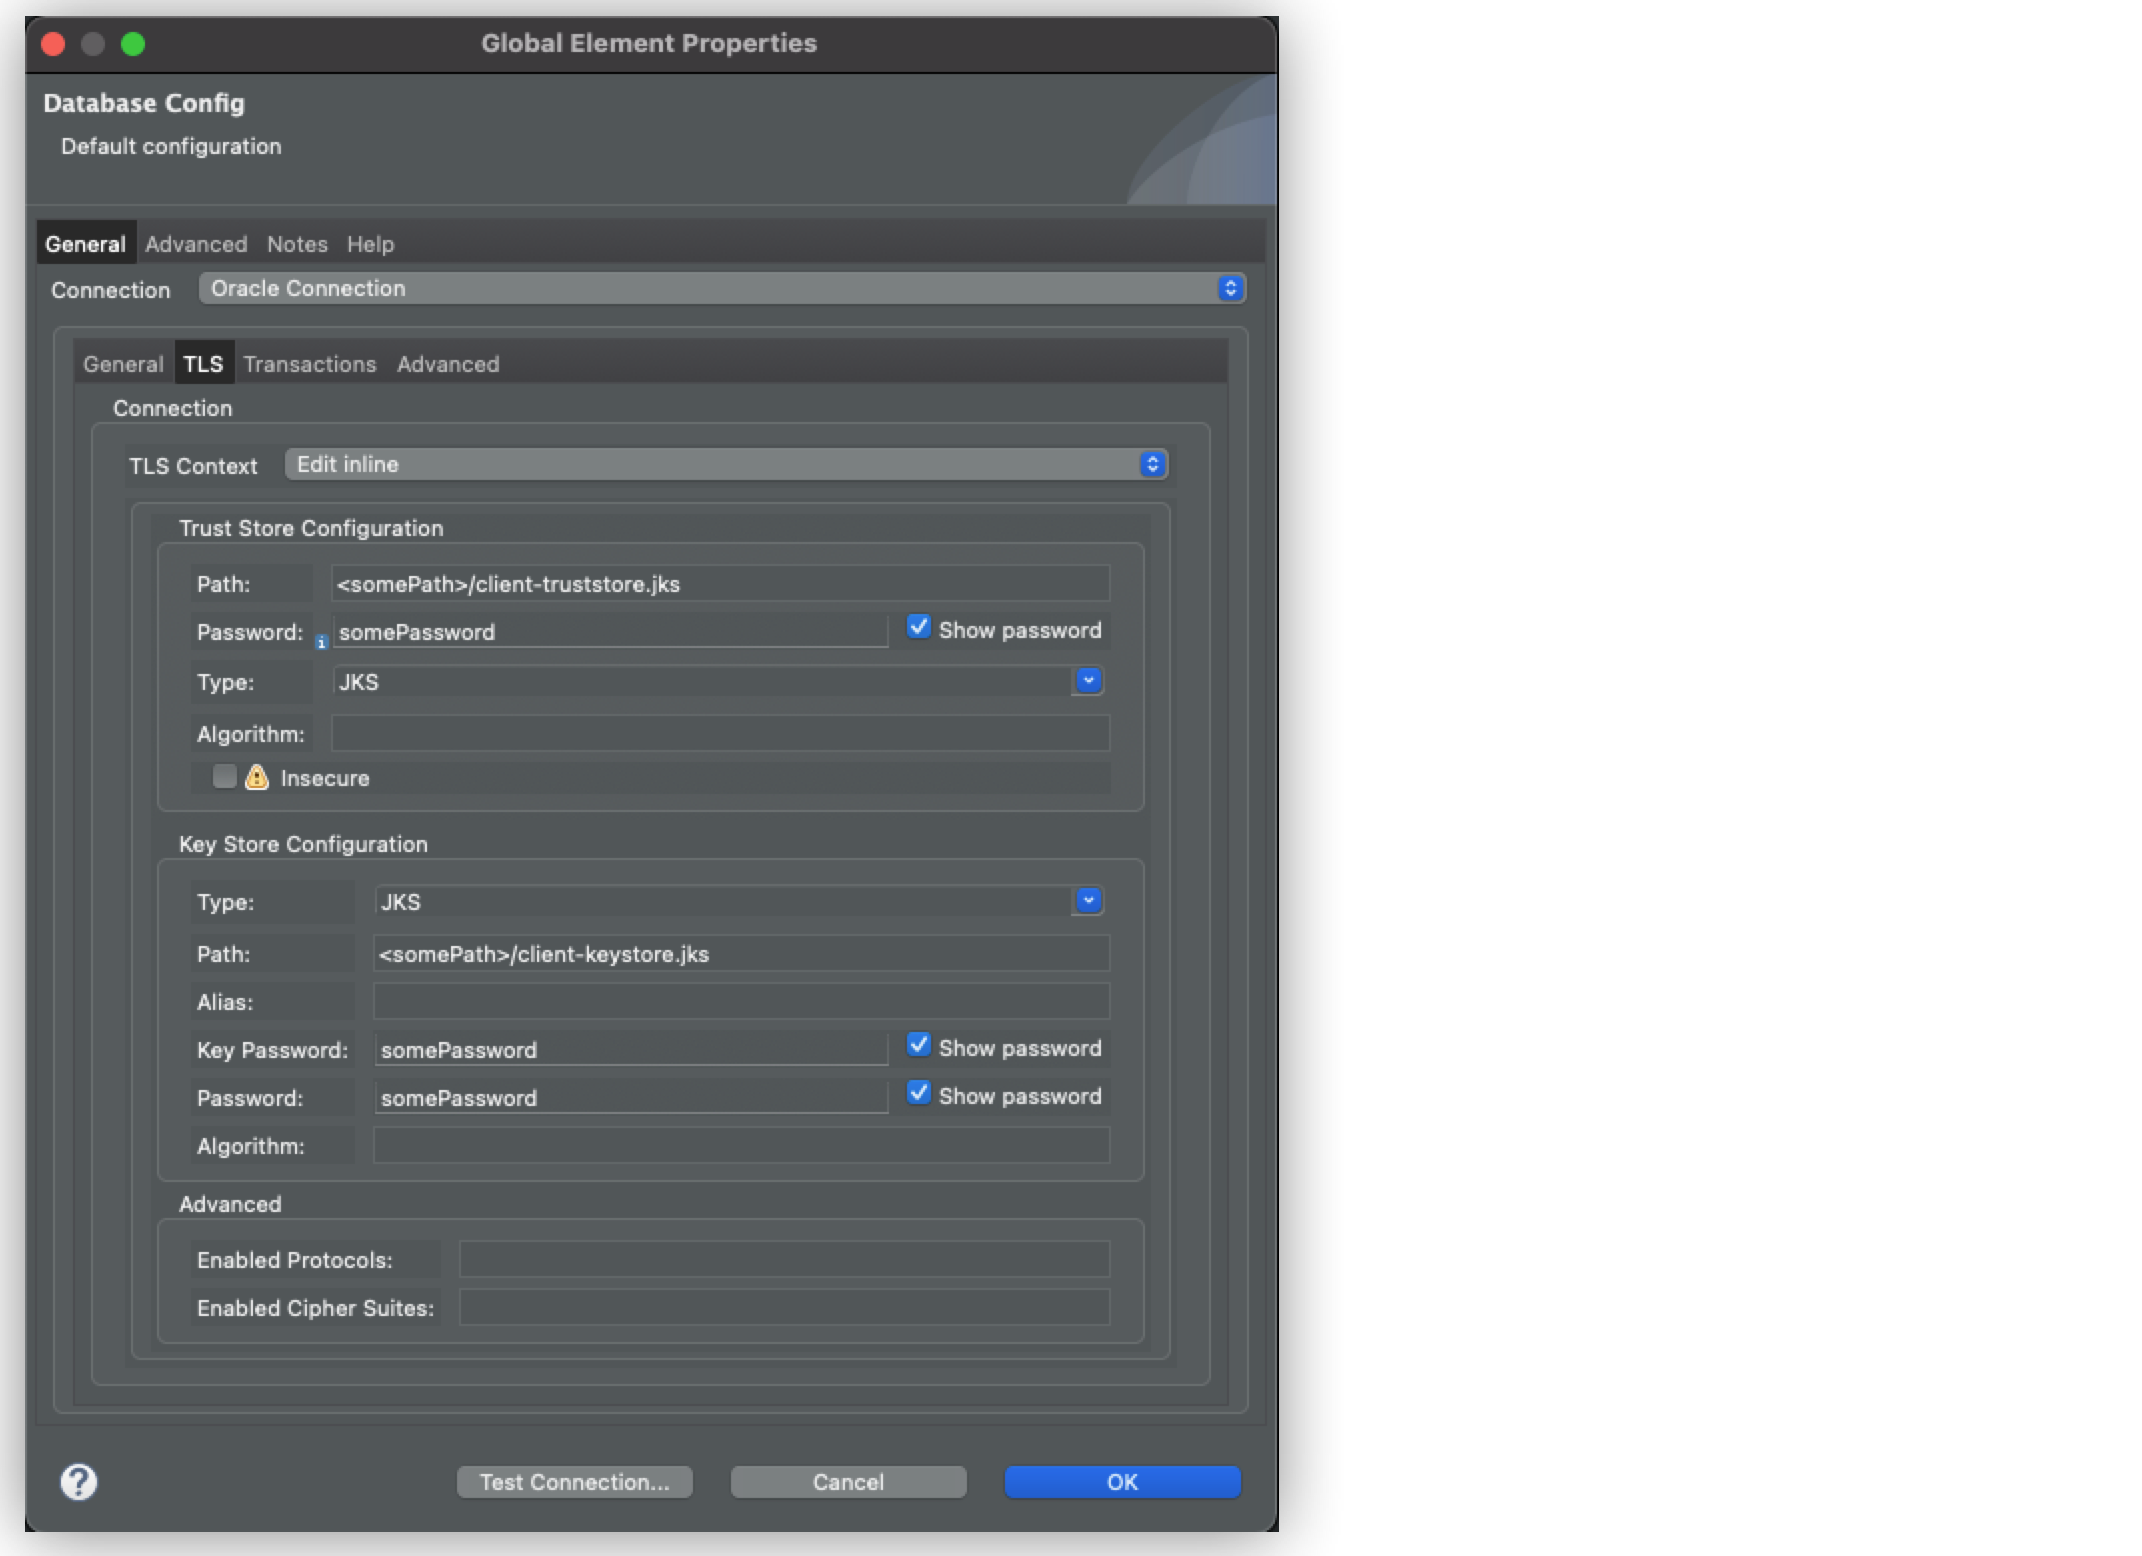 Global Element Properties
Database Config
Default configuration
General Advanced Notes Help
Connection Oracle Connection
General TLS Transactions Advanced
Connection
TLS Context Edit inline
Trust Store Configuration
Path: <somePath>/client-truststore.jks
Password: somePassword Show password
Type: JKS
Algorithm:
Insecure
Key Store Configuration
Type: JKS
Path: <somePath>/client-keystore.jks
Alias:
Key Password: somePassword Show password
Password: somePassword Show password
Algorithm:
Advanced
Enabled Protocols:
Enabled Cipher Suites:
? Test Connection... Cancel OK